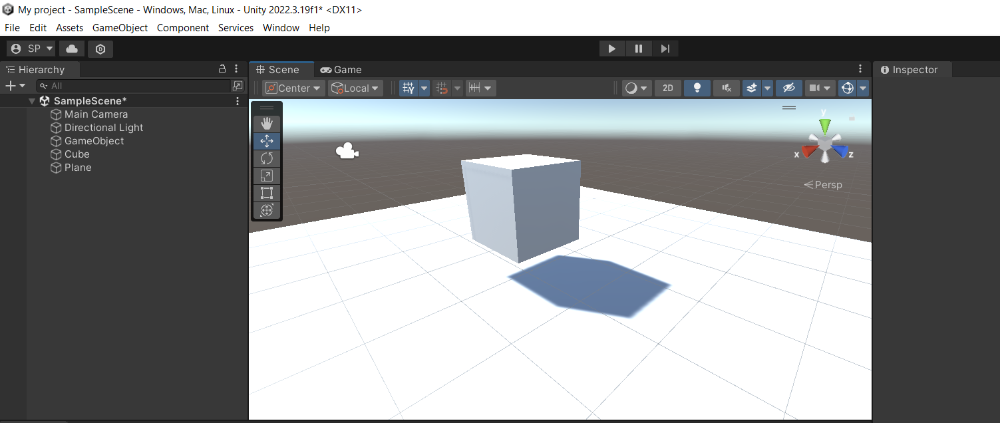 My project - SampleScene - Windows, Mac, Linux - Unity 2022.3.19f1* <DX11>
File Edit Assets GameObject Component Services Window Help
SP
Hierarchy
All
SampleScene*
Main Camera
Directional Light
GameObject
Cube
Plane
Scene Game
Center Local 2D
y
x z
Persp
Inspector